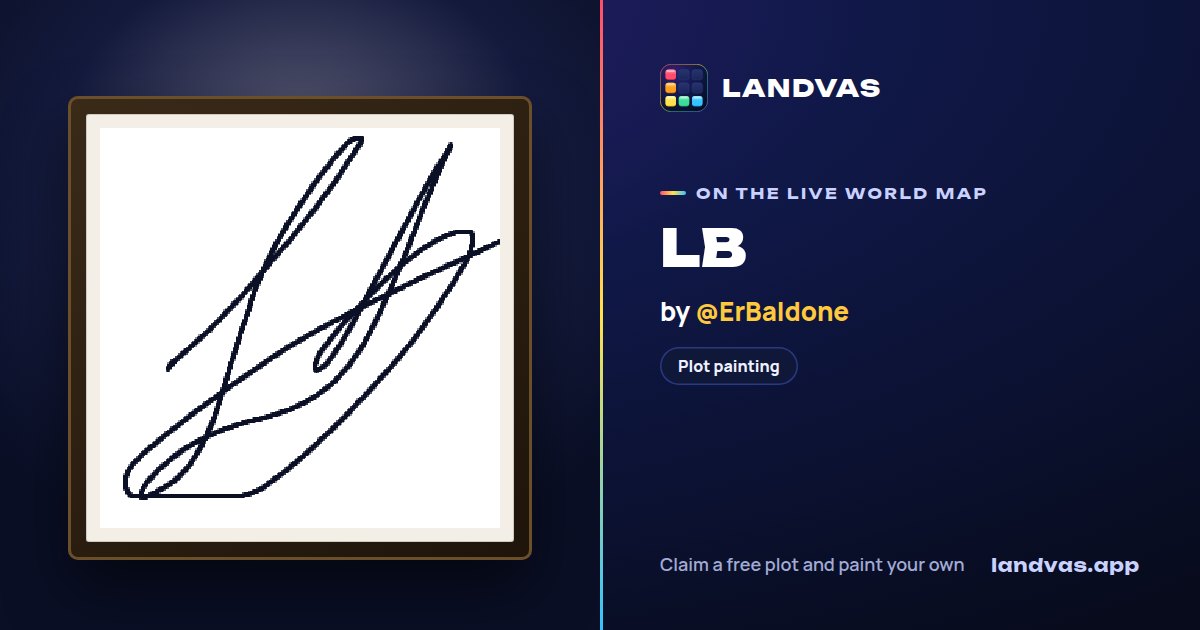 LANDVAS
ON THE LIVE WORLD MAP
LB
by @ErBaldone
Plot painting
Claim a free plot and paint your own landvas.app